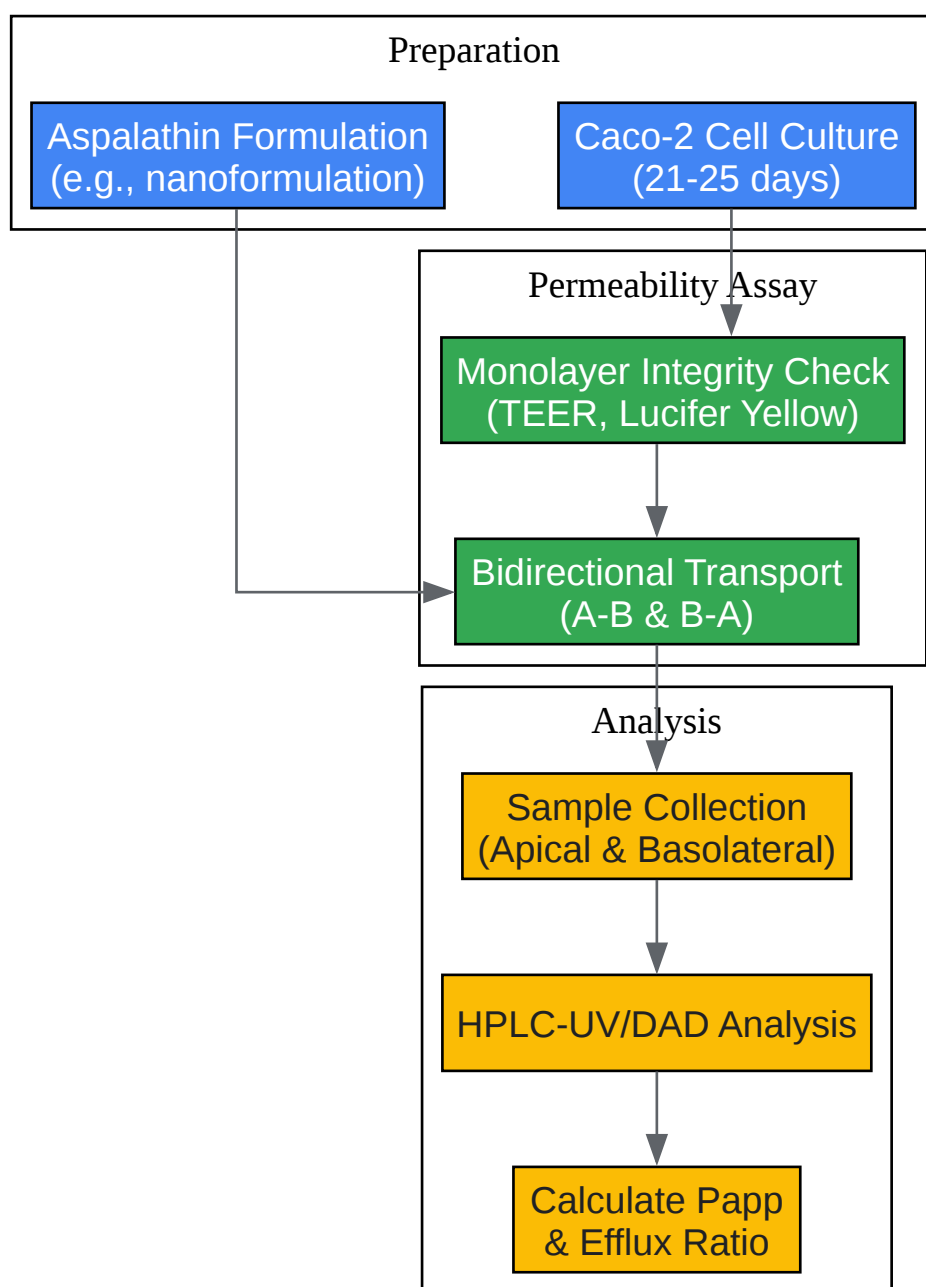 Preparation
Aspalathin Formulation
(e.g., nanoformulation)
Caco-2 Cell Culture
(21-25 days)
Permeability Assay
Monolayer Integrity Check
(TEER, Lucifer Yellow)
Bidirectional Transport
(A-B & B-A)
Analysis
Sample Collection
(Apical & Basolateral)
HPLC-UV/DAD Analysis
Calculate Papp
& Efflux Ratio